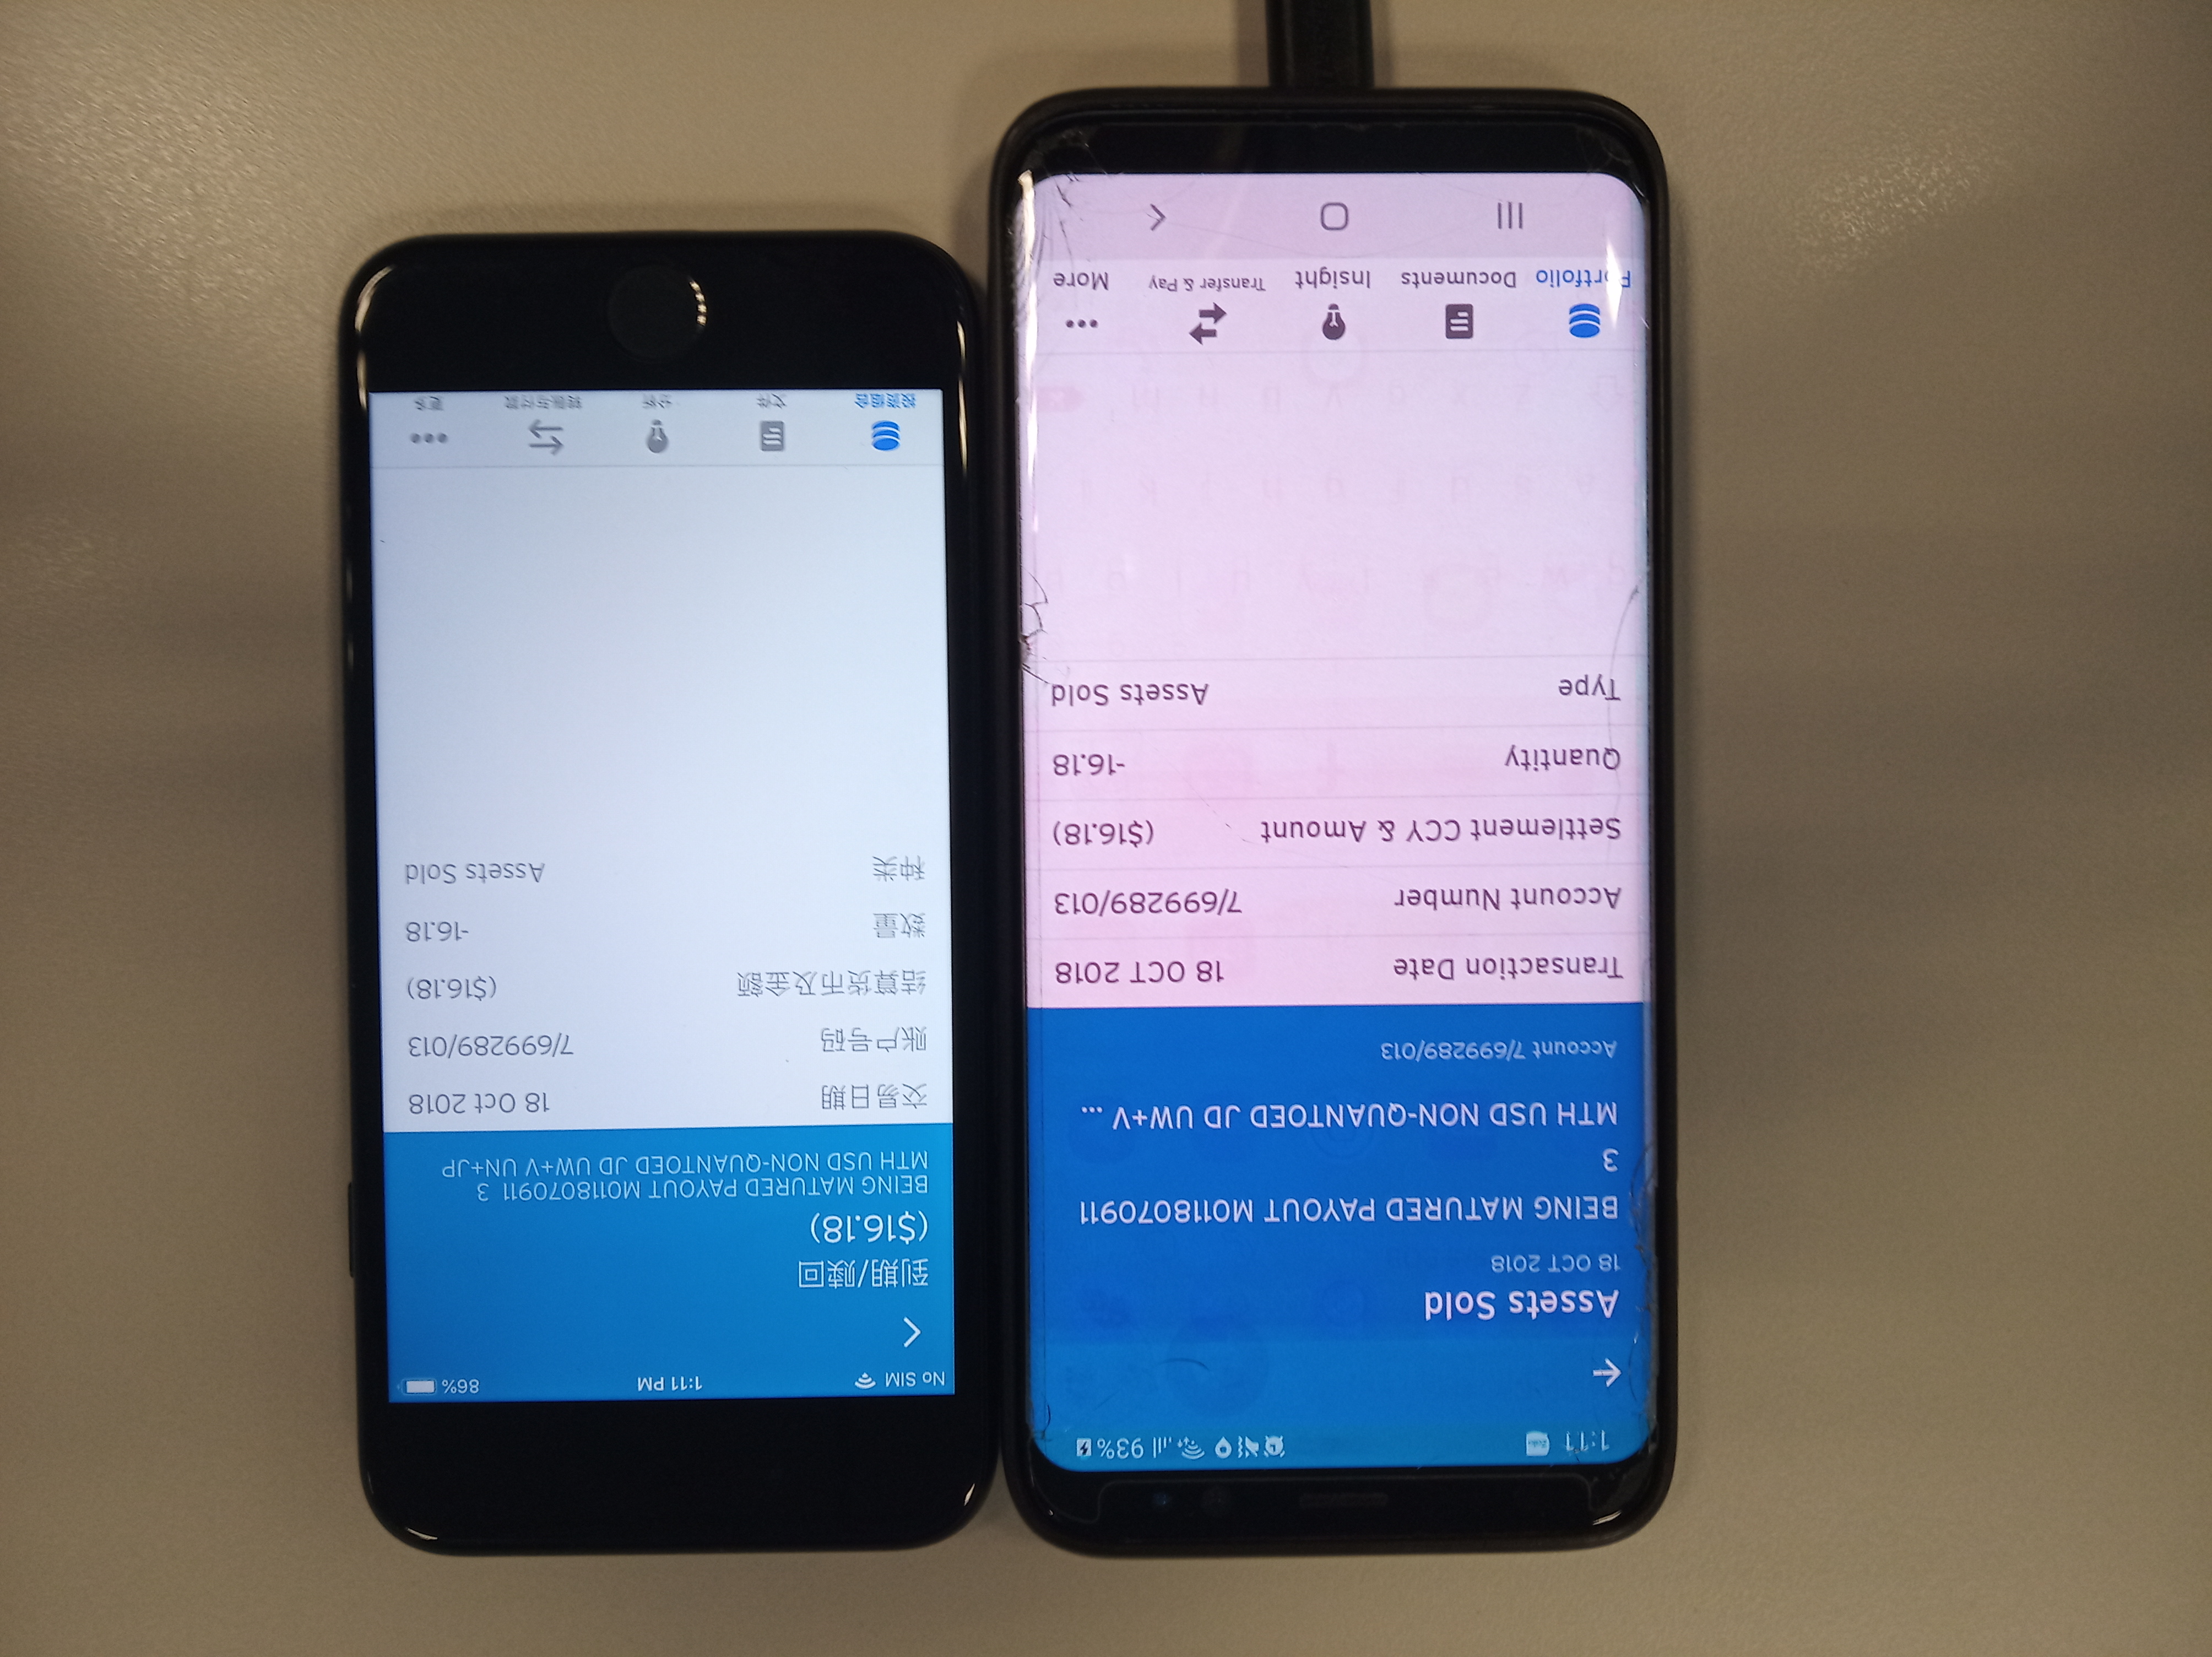 1:11
93%
Assets Sold
18 OCT 2018
BEING MATURED PAYOUT M0118070911
3
MTH USD NON-QUANTOED JD UW+V ...
Account 7/699289/013
Transaction Date 18 OCT 2018
Account Number 7/699289/013
Settlement CCY & Amount ($16.18)
Quantity -16.18
Type Assets Sold
Portfolio Documents Insight Transfer & Pay More
No SIM 1:11 PM 86%
到期/赎回
($16.18)
BEING MATURED PAYOUT M0118070911 3
MTH USD NON-QUANTOED JD UW+V UN+JP
交易日期 18 Oct 2018
账户号码 7/699289/013
结算货币及金额 ($16.18)
数量 -16.18
种类 Assets Sold
投资组合 文件 分析 转账与付款 更多